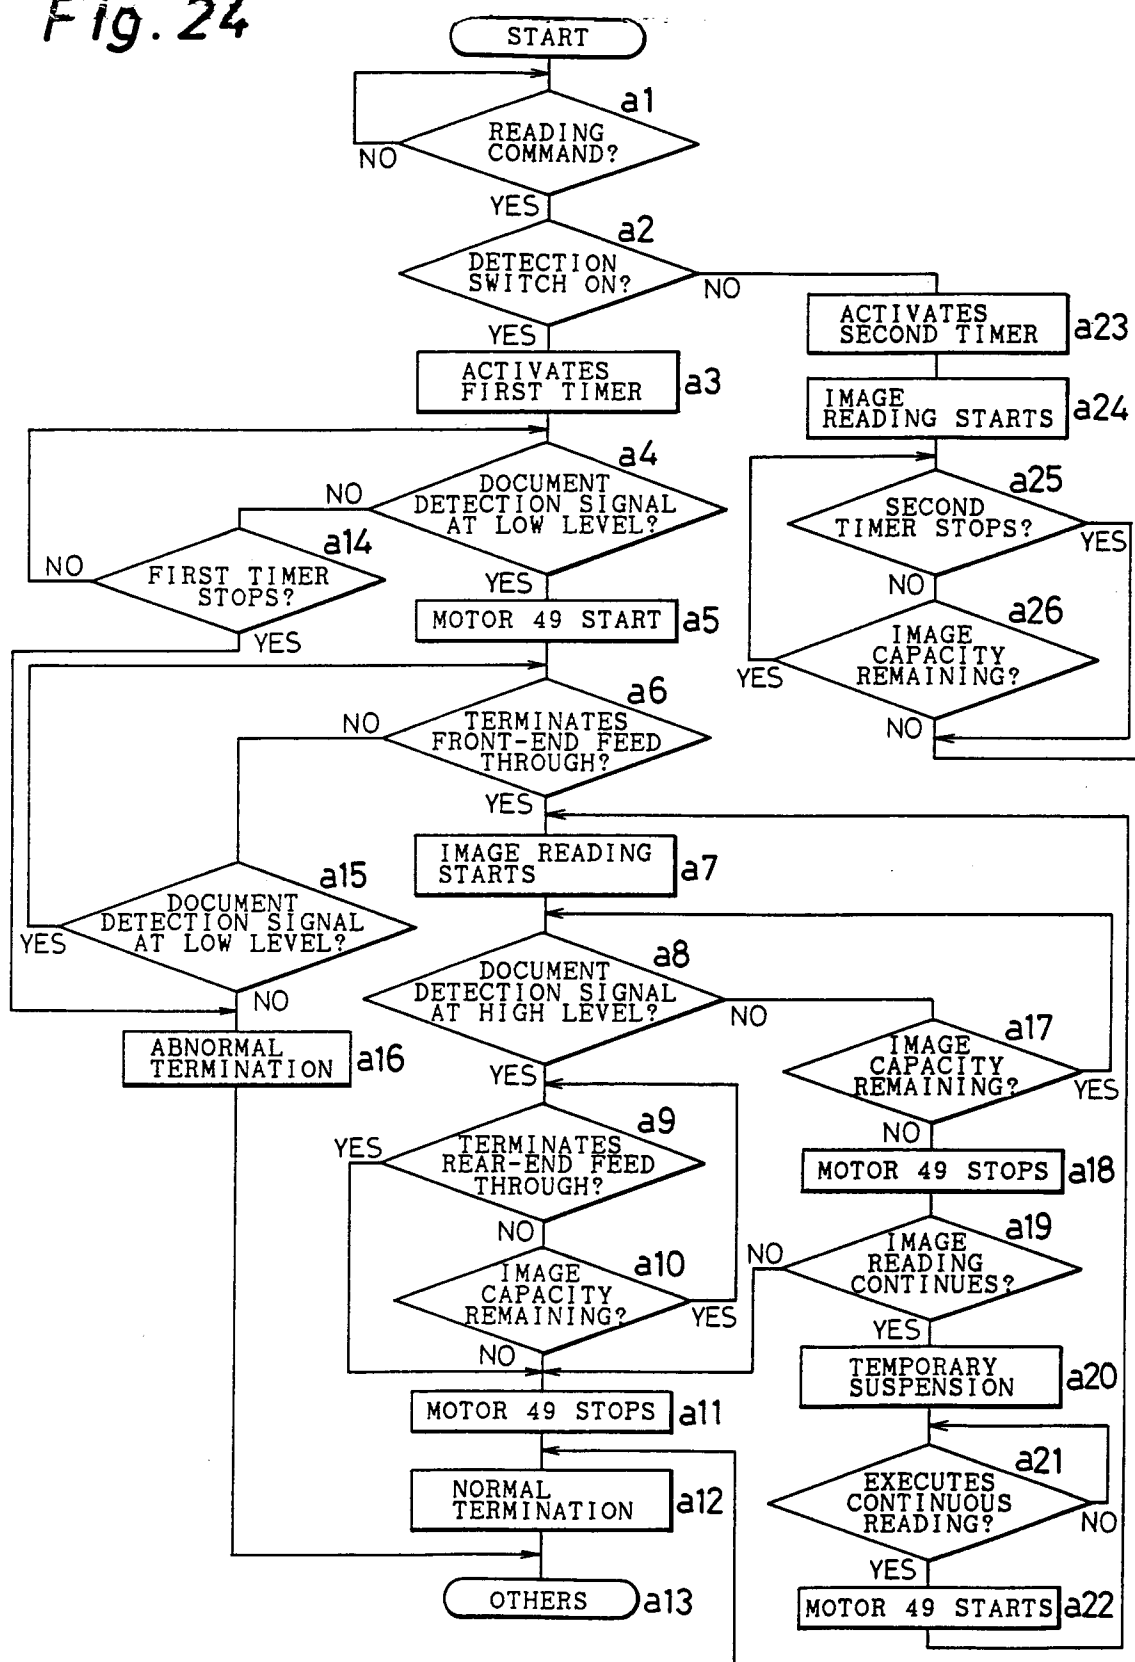 Fig. 24
START
a1
READING
COMMAND?
NO
YES
a2
DETECTION
SWITCH ON?
NO
YES
ACTIVATES
FIRST TIMER
a3
ACTIVATES
SECOND TIMER
a23
IMAGE
READING STARTS
a24
a4
DOCUMENT
DETECTION SIGNAL
AT LOW LEVEL?
NO
YES
a25
SECOND
TIMER STOPS?
YES
NO
a14
FIRST TIMER
STOPS?
NO
YES
MOTOR 49 START
a5
a26
IMAGE
CAPACITY
REMAINING?
YES
NO
a6
TERMINATES
FRONT-END FEED
THROUGH?
NO
YES
IMAGE READING
STARTS
a7
a15
DOCUMENT
DETECTION SIGNAL
AT LOW LEVEL?
YES
NO
a8
DOCUMENT
DETECTION SIGNAL
AT HIGH LEVEL?
NO
YES
ABNORMAL
TERMINATION
a16
a17
IMAGE
CAPACITY
REMAINING?
YES
NO
a9
TERMINATES
REAR-END FEED
THROUGH?
YES
NO
MOTOR 49 STOPS
a18
a10
IMAGE
CAPACITY
REMAINING?
YES
NO
a19
IMAGE
READING
CONTINUES?
NO
YES
TEMPORARY
SUSPENSION
a20
MOTOR 49 STOPS
a11
a21
EXECUTES
CONTINUOUS
READING?
NO
YES
NORMAL
TERMINATION
a12
OTHERS
a13
MOTOR 49 STARTS
a22